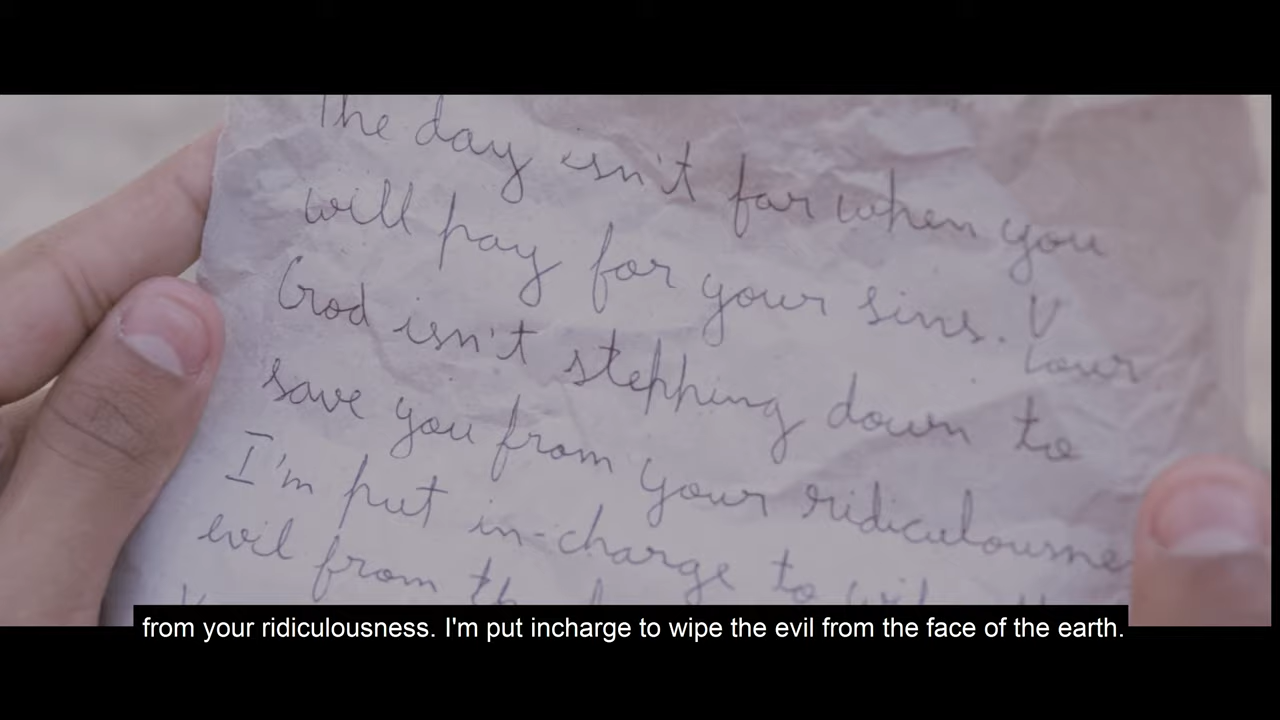 The day isn't far when you
will pay for your sins. Your
God isn't stepping down to
save you from your ridiculousne
I'm put in-charge to
evil from
from your ridiculousness. I'm put incharge to wipe the evil from the face of the earth.